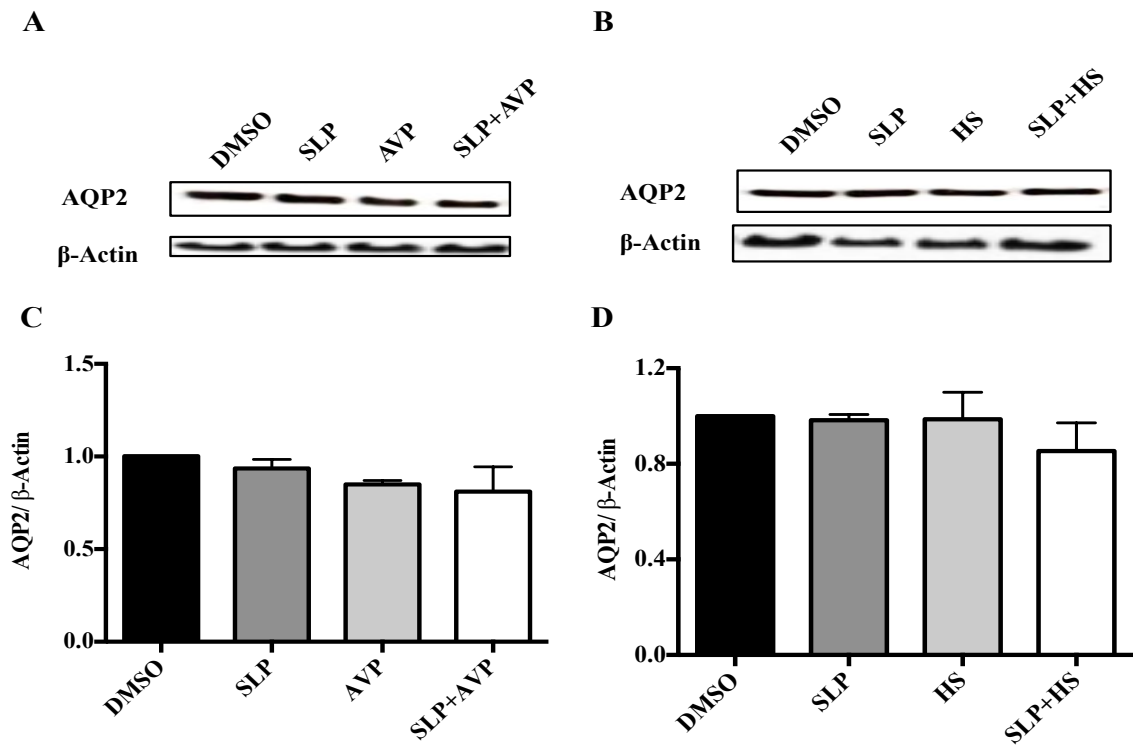 A
DMSO SLP AVP SLP+AVP
AQP2
β-Actin
B
DMSO SLP HS SLP+HS
AQP2
β-Actin
C
1.5
1.0
0.5
0.0
AQP2/ β-Actin
DMSO SLP AVP SLP+AVP
D
1.2
0.8
0.4
0.0
AQP2/ β-Actin
DMSO SLP HS SLP+HS